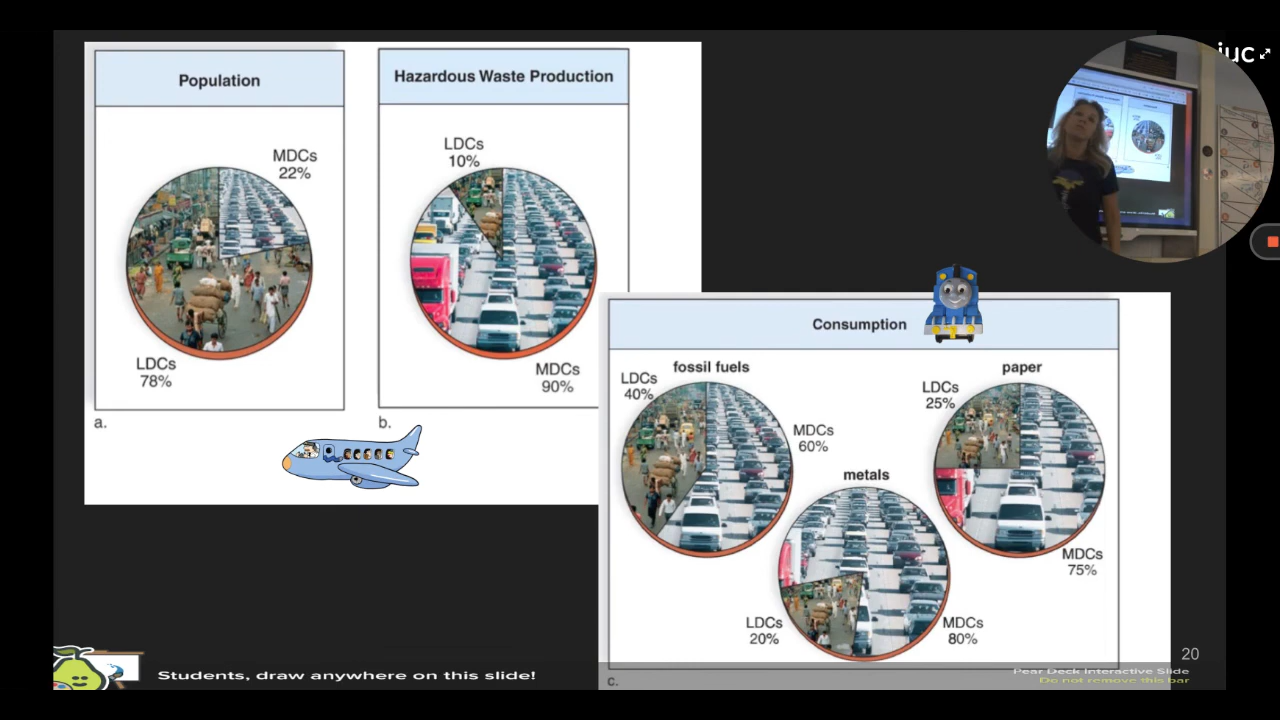 Population
MDCs
22%
LDCs
78%
a.
Hazardous Waste Production
LDCs
10%
MDCs
90%
b.
Consumption
fossil fuels
LDCs
40%
MDCs
60%
metals
LDCs
20%
MDCs
80%
paper
LDCs
25%
MDCs
75%
c.
20
Students, draw anywhere on this slide!
Pear Deck Interactive Slide
Do not remove this bar